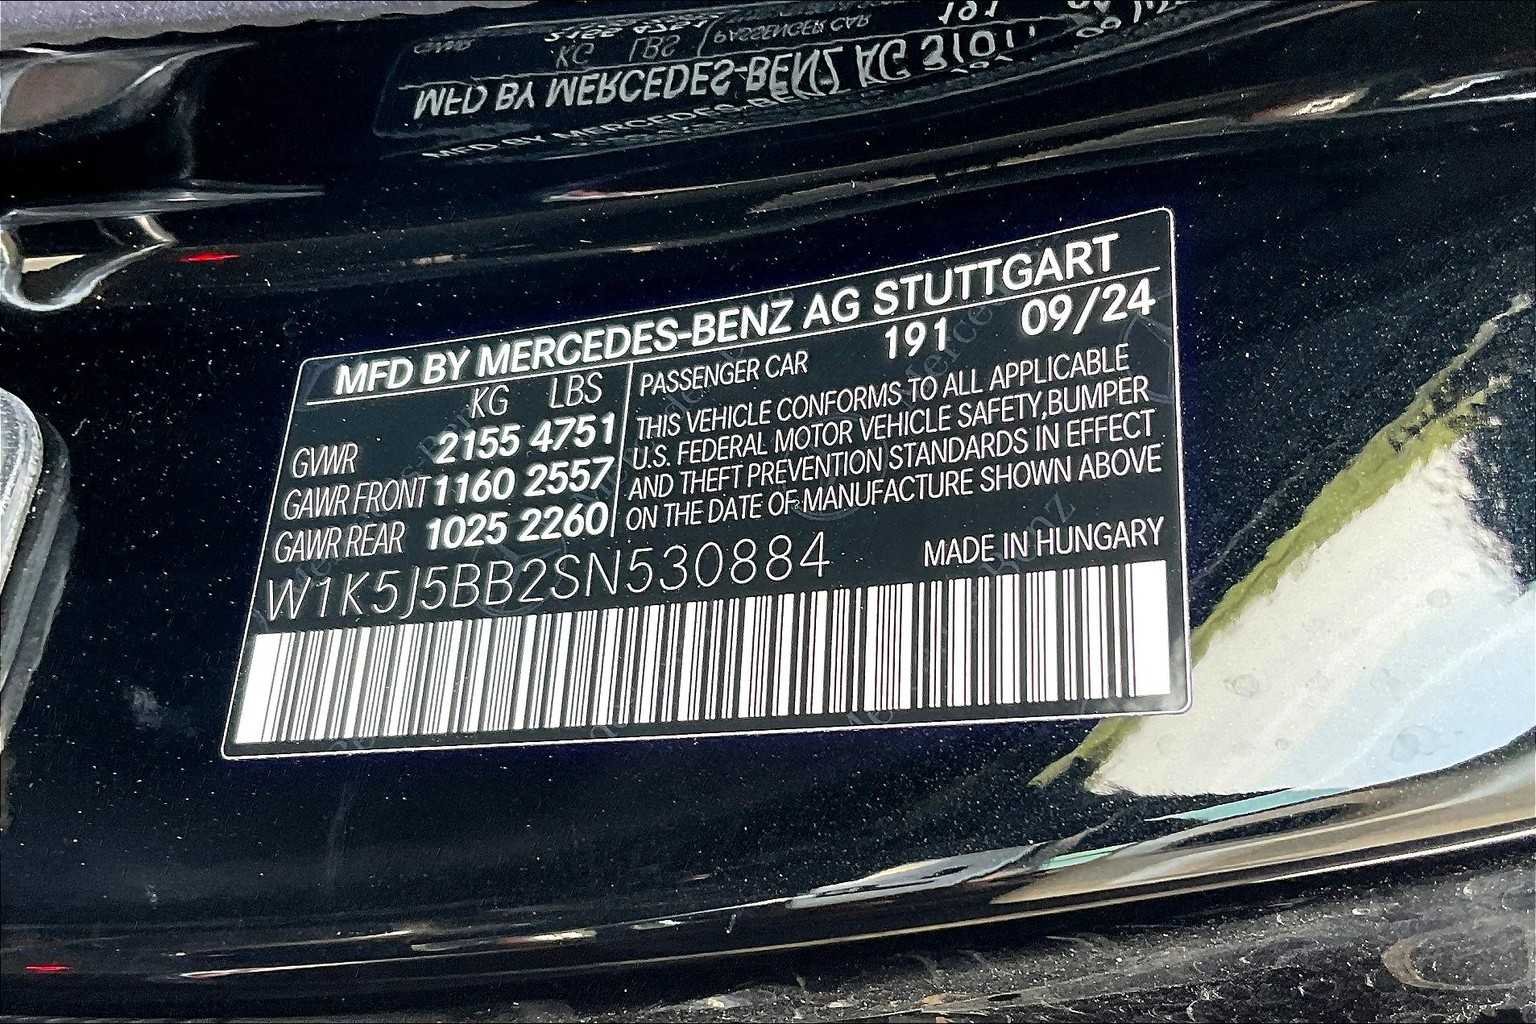 MFD BY MERCEDES-BENZ AG STUTTGART
KG LBS
GVWR 2155 4751
GAWR FRONT 1160 2557
GAWR REAR 1025 2260
PASSENGER CAR 191 09/24
THIS VEHICLE CONFORMS TO ALL APPLICABLE
U.S. FEDERAL MOTOR VEHICLE SAFETY,BUMPER
AND THEFT PREVENTION STANDARDS IN EFFECT
ON THE DATE OF MANUFACTURE SHOWN ABOVE
W1K5J5BB2SN530884
MADE IN HUNGARY